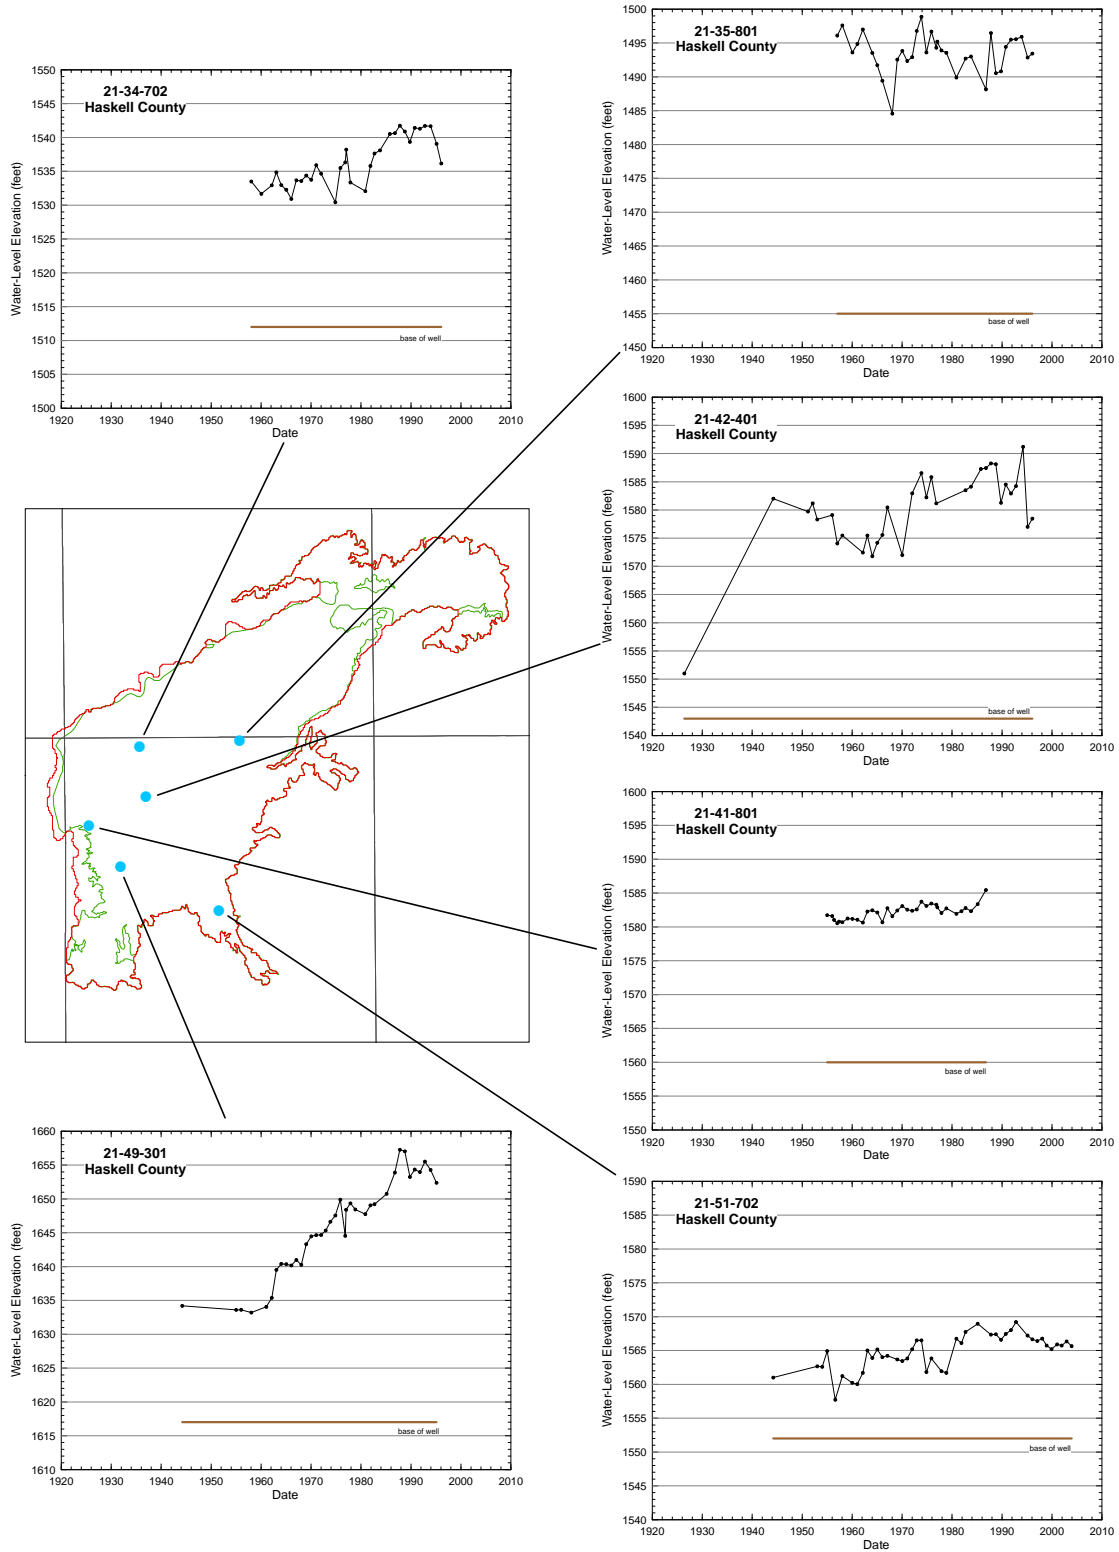 21-34-702
Haskell County
Water-Level Elevation (feet)
1550
1545
1540
1535
1530
1525
1520
1515
1510
1505
1500
base of well
1920 1930 1940 1950 1960 1970 1980 1990 2000 2010
Date
21-35-801
Haskell County
Water-Level Elevation (feet)
1500
1495
1490
1485
1480
1475
1470
1465
1460
1455
1450
base of well
1920 1930 1940 1950 1960 1970 1980 1990 2000 2010
Date
21-42-401
Haskell County
Water-Level Elevation (feet)
1600
1595
1590
1585
1580
1575
1570
1565
1560
1555
1550
1545
1540
base of well
1920 1930 1940 1950 1960 1970 1980 1990 2000 2010
Date
21-41-801
Haskell County
Water-Level Elevation (feet)
1600
1595
1590
1585
1580
1575
1570
1565
1560
1555
1550
base of well
1920 1930 1940 1950 1960 1970 1980 1990 2000 2010
Date
21-49-301
Haskell County
Water-Level Elevation (feet)
1660
1655
1650
1645
1640
1635
1630
1625
1620
1615
1610
base of well
1920 1930 1940 1950 1960 1970 1980 1990 2000 2010
Date
21-51-702
Haskell County
Water-Level Elevation (feet)
1590
1585
1580
1575
1570
1565
1560
1555
1550
1545
1540
base of well
1920 1930 1940 1950 1960 1970 1980 1990 2000 2010
Date